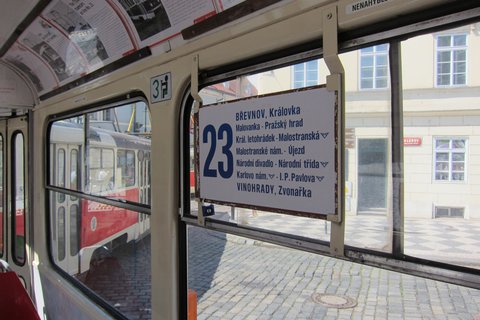 NENAHÝBEJ
3
23
BŘEVNOV, Královka
Malovanka - Pražský hrad
Král. letohrádek - Malostranská
Malostranské nám. - Újezd
Národní divadlo - Národní třída
Karlovo nám. - I. P. Pavlova
VINOHRADY, Zvonařka